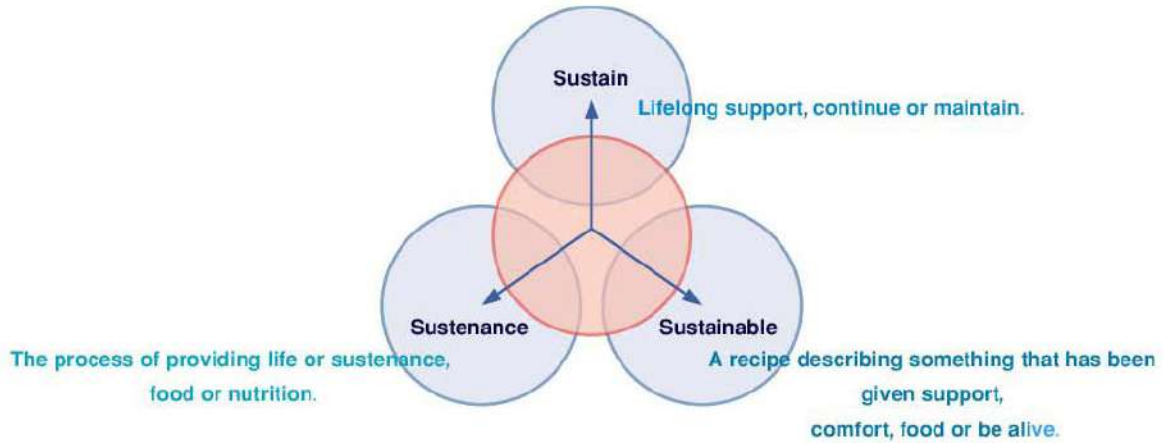 Sustain
Lifelong support, continue or maintain.
Sustenance
The process of providing life or sustenance,
food or nutrition.
Sustainable
A recipe describing something that has been
given support,
comfort, food or be alive.